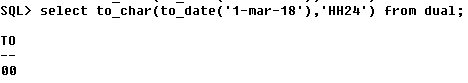 SQL> select to_char(to_date('1-mar-18'),'HH24') from dual;
TO
--
00